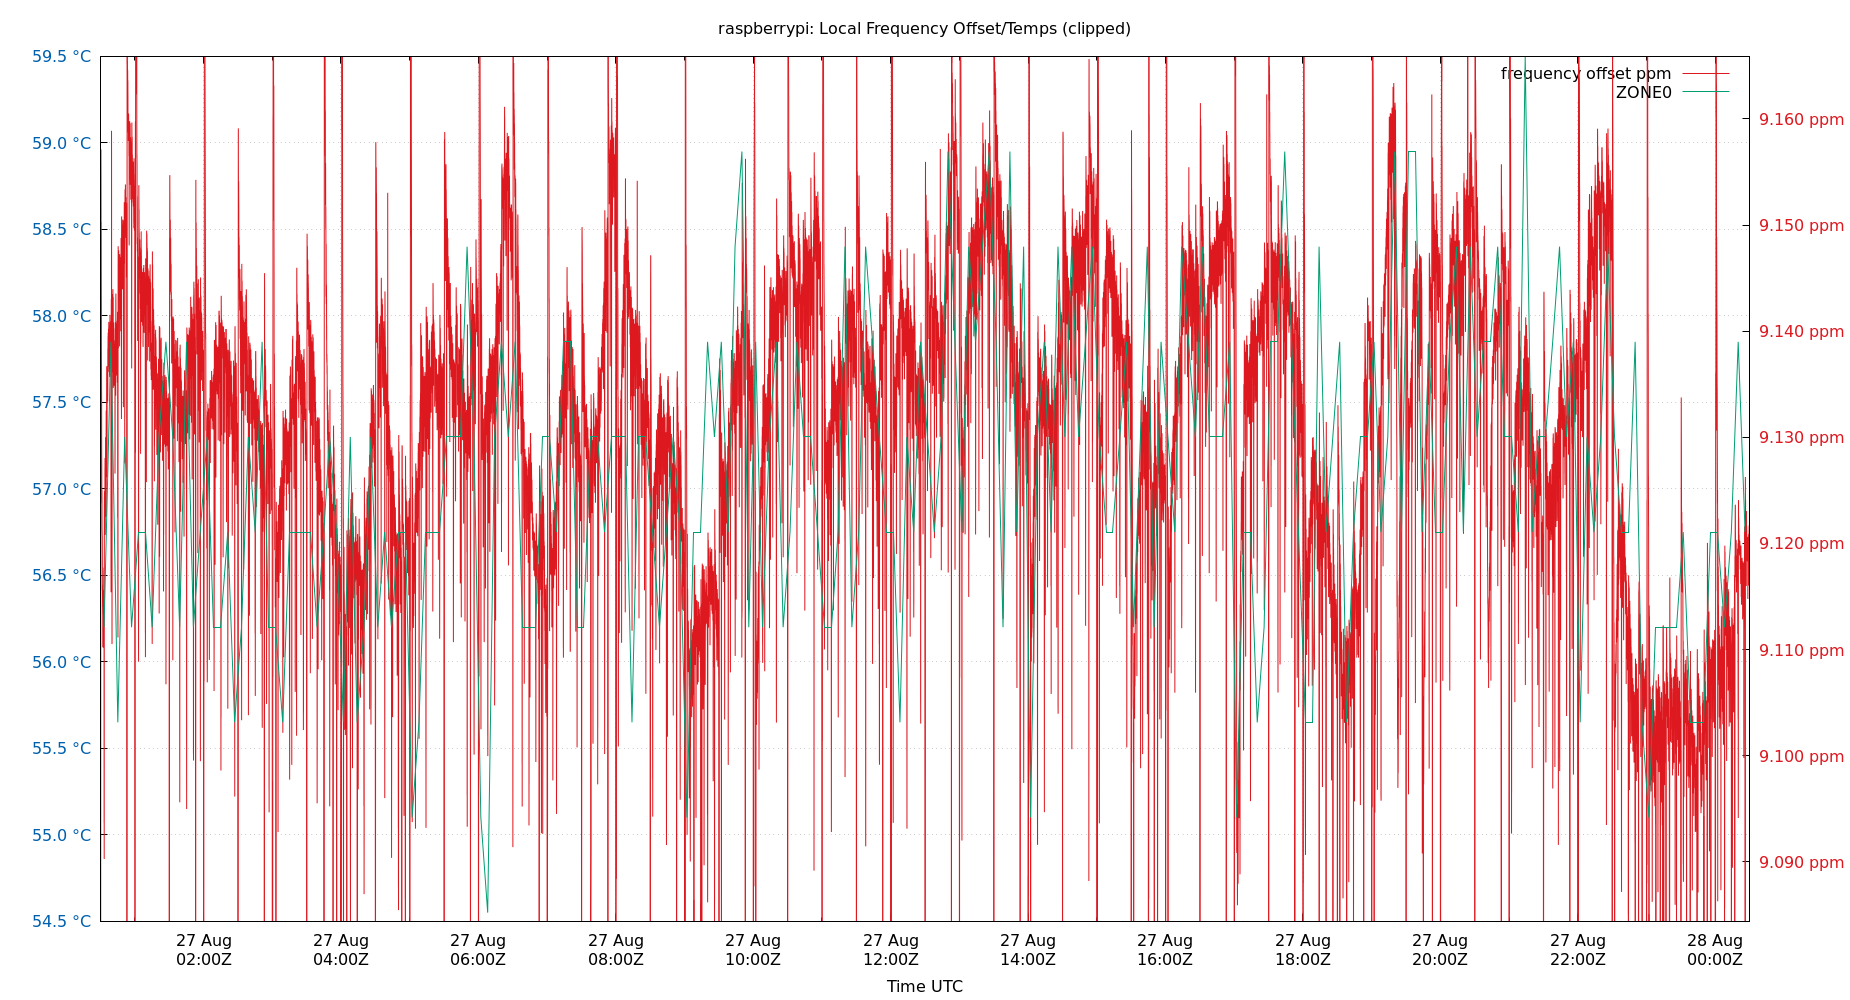 raspberrypi: Local Frequency Offset/Temps (clipped)
59.5 °C
59.0 °C
58.5 °C
58.0 °C
57.5 °C
57.0 °C
56.5 °C
56.0 °C
55.5 °C
55.0 °C
54.5 °C
frequency offset ppm
ZONE0
9.160 ppm
9.150 ppm
9.140 ppm
9.130 ppm
9.120 ppm
9.110 ppm
9.100 ppm
9.090 ppm
27 Aug 27 Aug 27 Aug 27 Aug 27 Aug 27 Aug 27 Aug 27 Aug 27 Aug 27 Aug 27 Aug 28 Aug
02:00Z 04:00Z 06:00Z 08:00Z 10:00Z 12:00Z 14:00Z 16:00Z 18:00Z 20:00Z 22:00Z 00:00Z
Time UTC